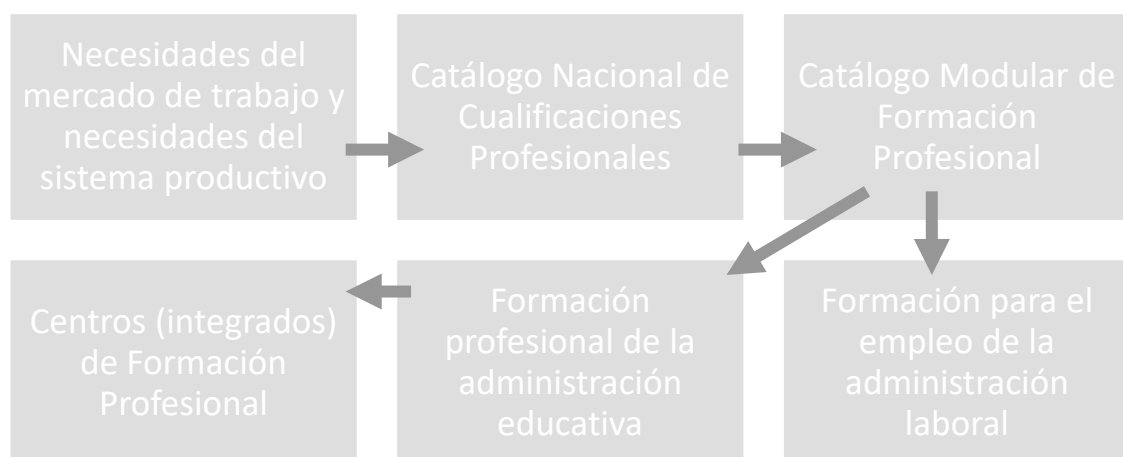 Necesidades del
mercado de trabajo y
necesidades del
sistema productivo
Catálogo Nacional de
Cualificaciones
Profesionales
Catálogo Modular de
Formación
Profesional
Centros (integrados)
de Formación
Profesional
Formación
profesional de la
administración
educativa
Formación para el
empleo de la
administración
laboral